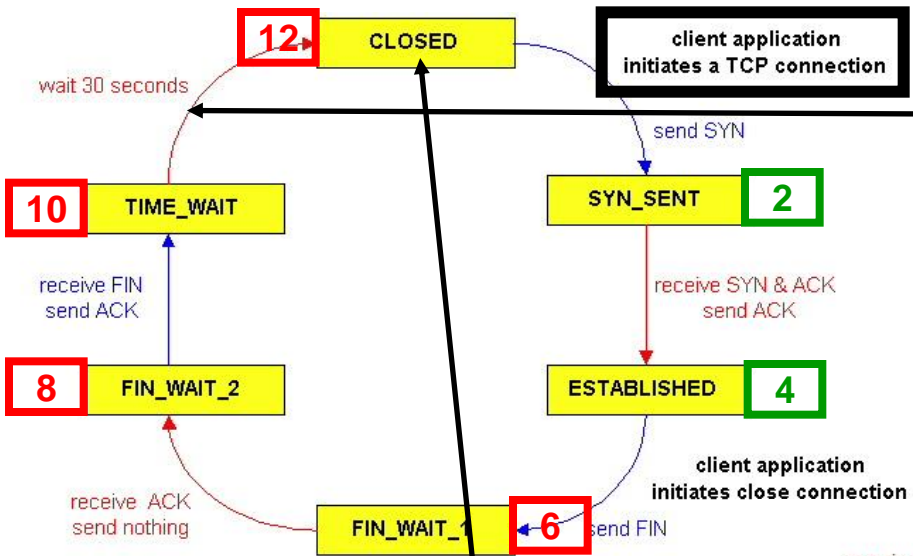 12
CLOSED
client application
initiates a TCP connection
wait 30 seconds
send SYN
10
TIME_WAIT
SYN_SENT
2
receive FIN
send ACK
receive SYN & ACK
send ACK
8
FIN_WAIT_2
ESTABLISHED
4
client application
initiates close connection
receive ACK
send nothing
FIN_WAIT_1
6
send FIN